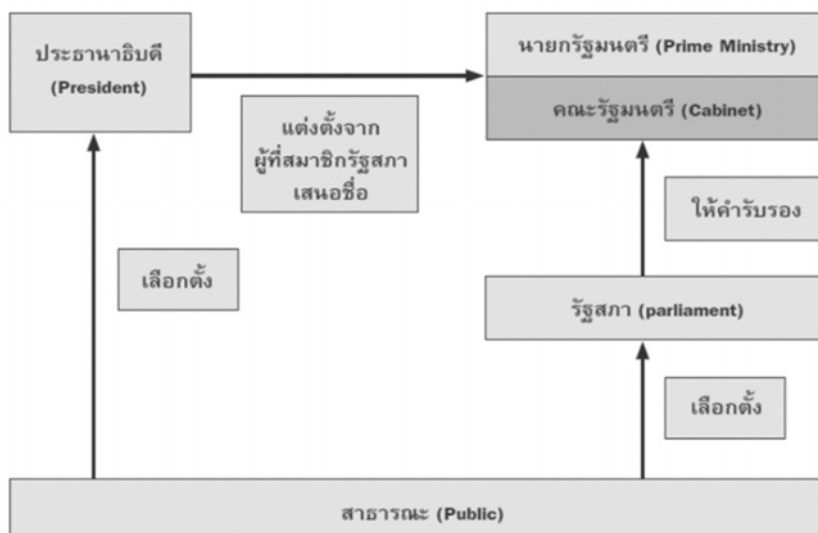 ประธานาธิบดี
(President)
นายกรัฐมนตรี (Prime Ministry)
คณะรัฐมนตรี (Cabinet)
แต่งตั้งจาก
ผู้ที่สมาชิกรัฐสภา
เสนอชื่อ
ให้คำรับรอง
เลือกตั้ง
รัฐสภา (parliament)
เลือกตั้ง
สาธารณะ (Public)